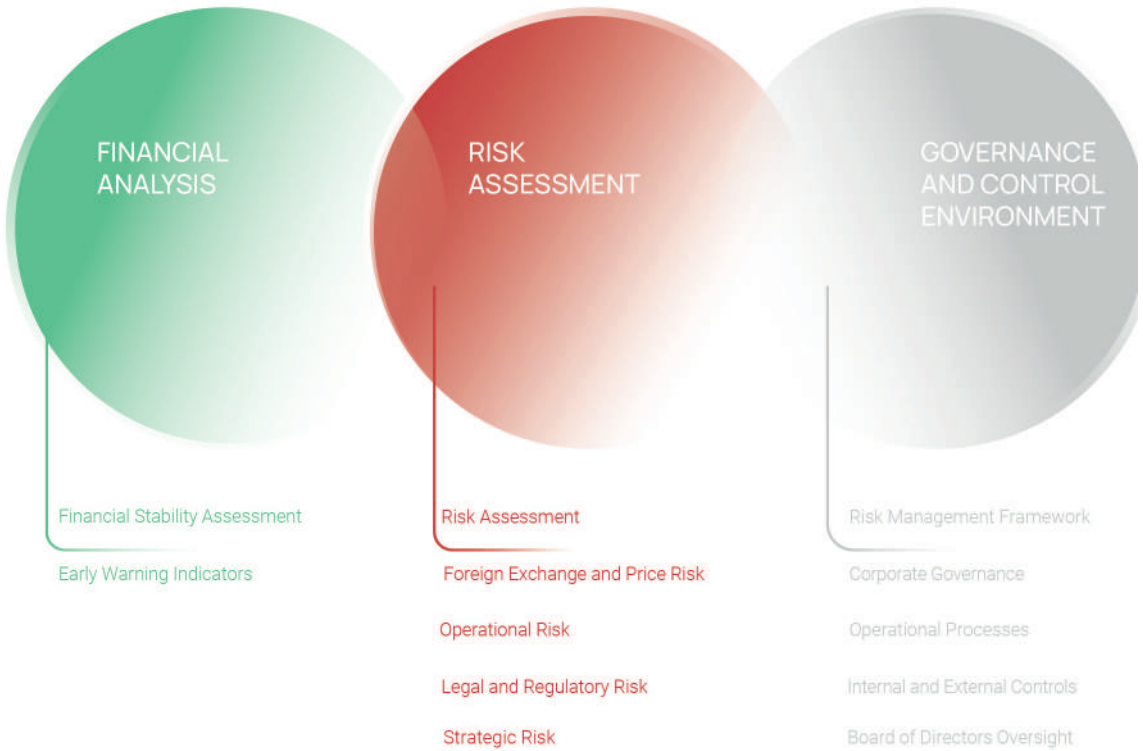 FINANCIAL
ANALYSIS
Financial Stability Assessment
Early Warning Indicators
RISK
ASSESSMENT
Risk Assessment
Foreign Exchange and Price Risk
Operational Risk
Legal and Regulatory Risk
Strategic Risk
GOVERNANCE
AND CONTROL
ENVIRONMENT
Risk Management Framework
Corporate Governance
Operational Processes
Internal and External Controls
Board of Directors Oversight